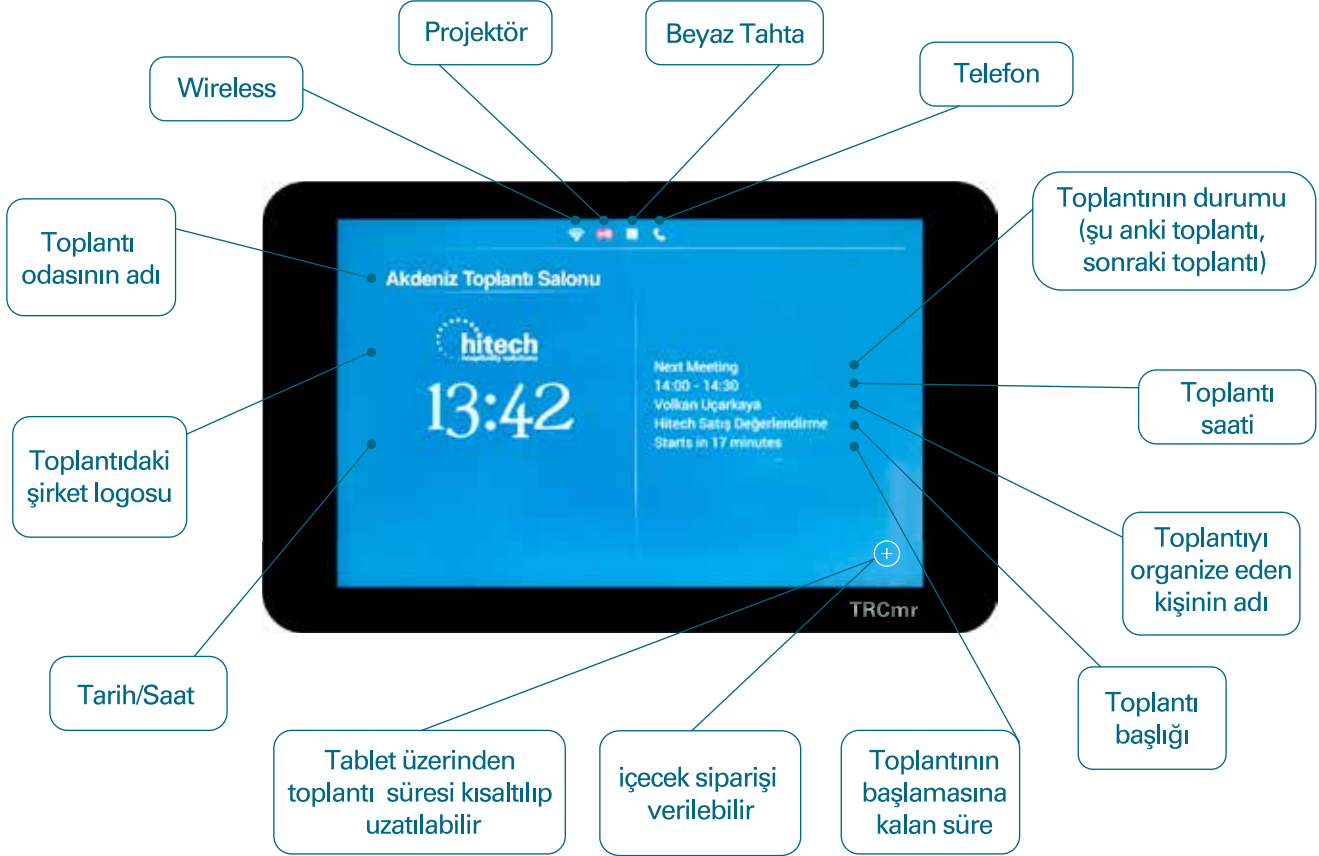 Projektör
Beyaz Tahta
Wireless
Telefon
Toplantı
odasının adı
Toplantının durumu
(şu anki toplantı,
sonraki toplantı)
Akdeniz Toplantı Salonu
hitech
hospitality solutions
13:42
Next Meeting
14:00 - 14:30
Volkan Uçarkaya
Hitech Satış Değerlendirme
Starts in 17 minutes
Toplantı
saati
Toplantıdaki
şirket logosu
Toplantıyı
organize eden
kişinin adı
TRCmr
Tarih/Saat
Toplantı
başlığı
Tablet üzerinden
toplantı süresi kısaltılıp
uzatılabilir
içecek siparişi
verilebilir
Toplantının
başlamasına
kalan süre